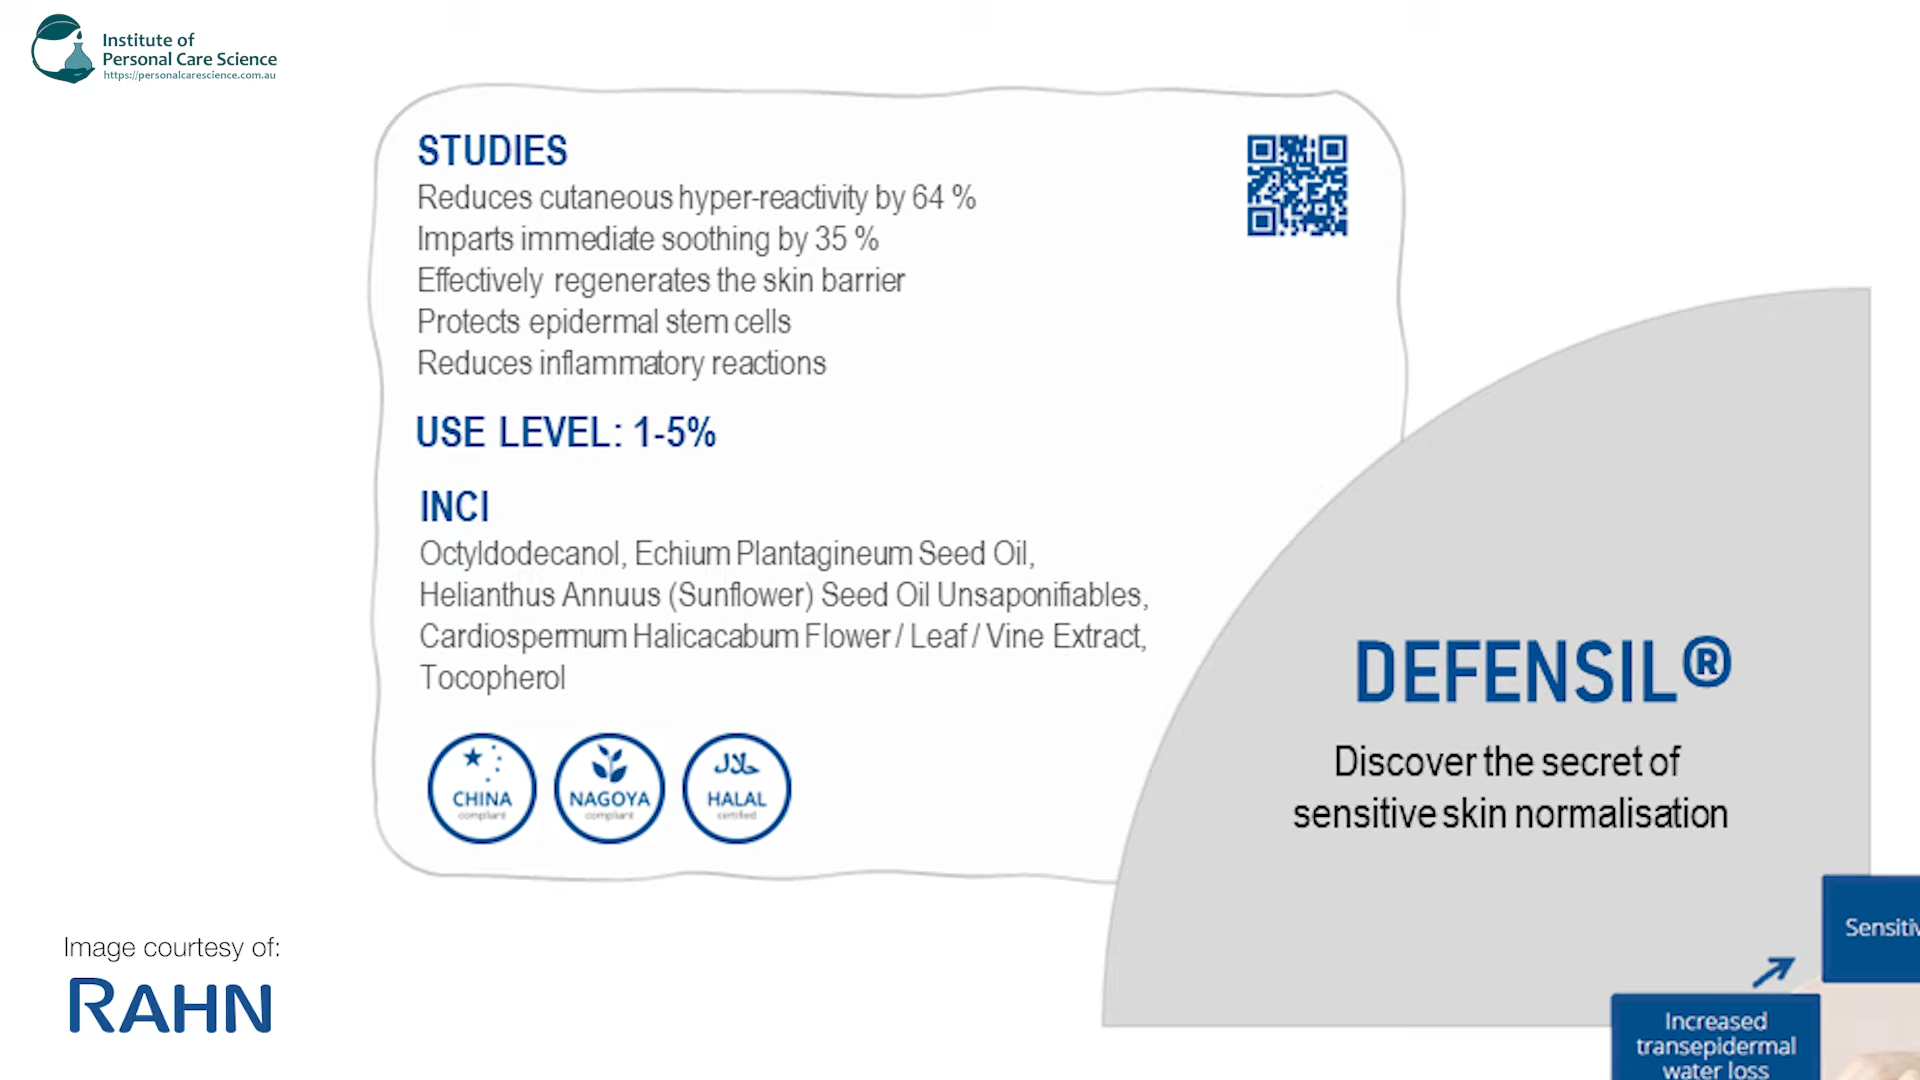 Institute of
Personal Care Science
https://personalcarescience.com.au
STUDIES
Reduces cutaneous hyper-reactivity by 64 %
Imparts immediate soothing by 35 %
Effectively regenerates the skin barrier
Protects epidermal stem cells
Reduces inflammatory reactions
USE LEVEL: 1-5%
INCI
Octyldodecanol, Echium Plantagineum Seed Oil,
Helianthus Annuus (Sunflower) Seed Oil Unsaponifiables,
Cardiospermum Halicacabum Flower / Leaf / Vine Extract,
Tocopherol
CHINA
compliant
NAGOYA
compliant
حلال
HALAL
certified
DEFENSIL®
Discover the secret of
sensitive skin normalisation
Sensitiv
Increased
transepidermal
water loss
Image courtesy of:
RAHN